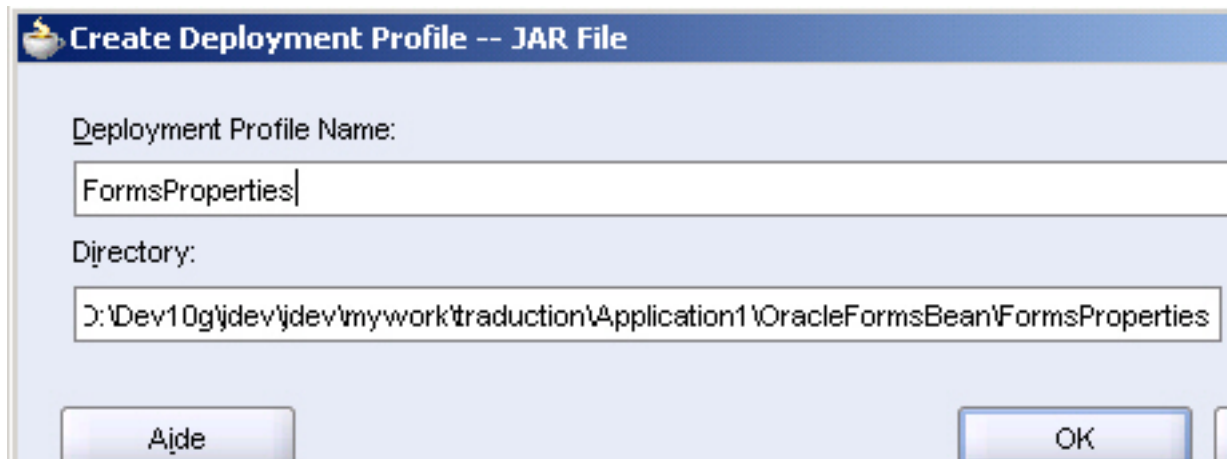 Create Deployment Profile -- JAR File
Deployment Profile Name:
FormsProperties
Directory:
D:\Dev10g\jdev\jdev\mywork\traduction\Application1\OracleFormsBean\FormsProperties
Aide
OK